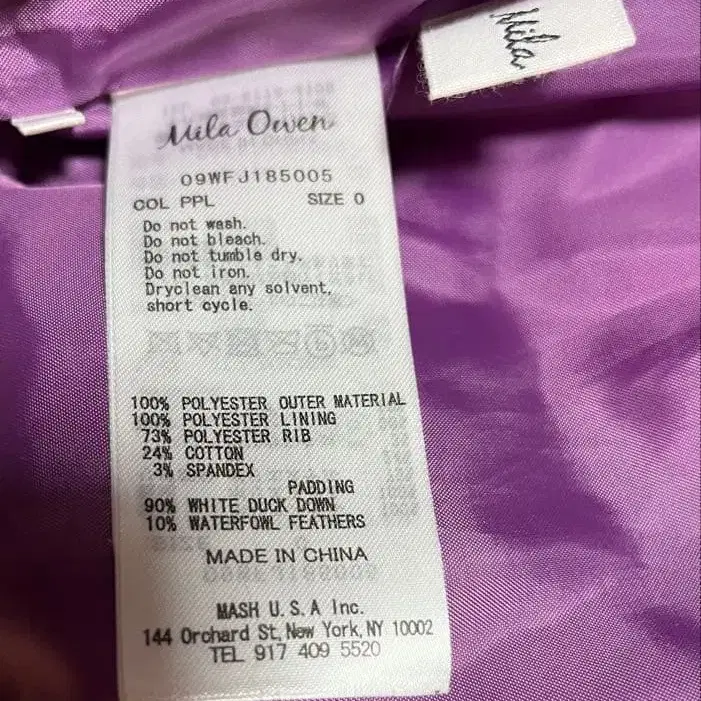 Mila
Mila Owen
09WFJ185005
COL PPL SIZE 0
Do not wash.
Do not bleach.
Do not tumble dry.
Do not iron.
Dryclean any solvent,
short cycle.
100% POLYESTER OUTER MATERIAL
100% POLYESTER LINING
73% POLYESTER RIB
24% COTTON
3% SPANDEX
PADDING
90% WHITE DUCK DOWN
10% WATERFOWL FEATHERS
MADE IN CHINA
MASH U.S.A Inc.
144 Orchard St, New York, NY 10002
TEL 917 409 5520